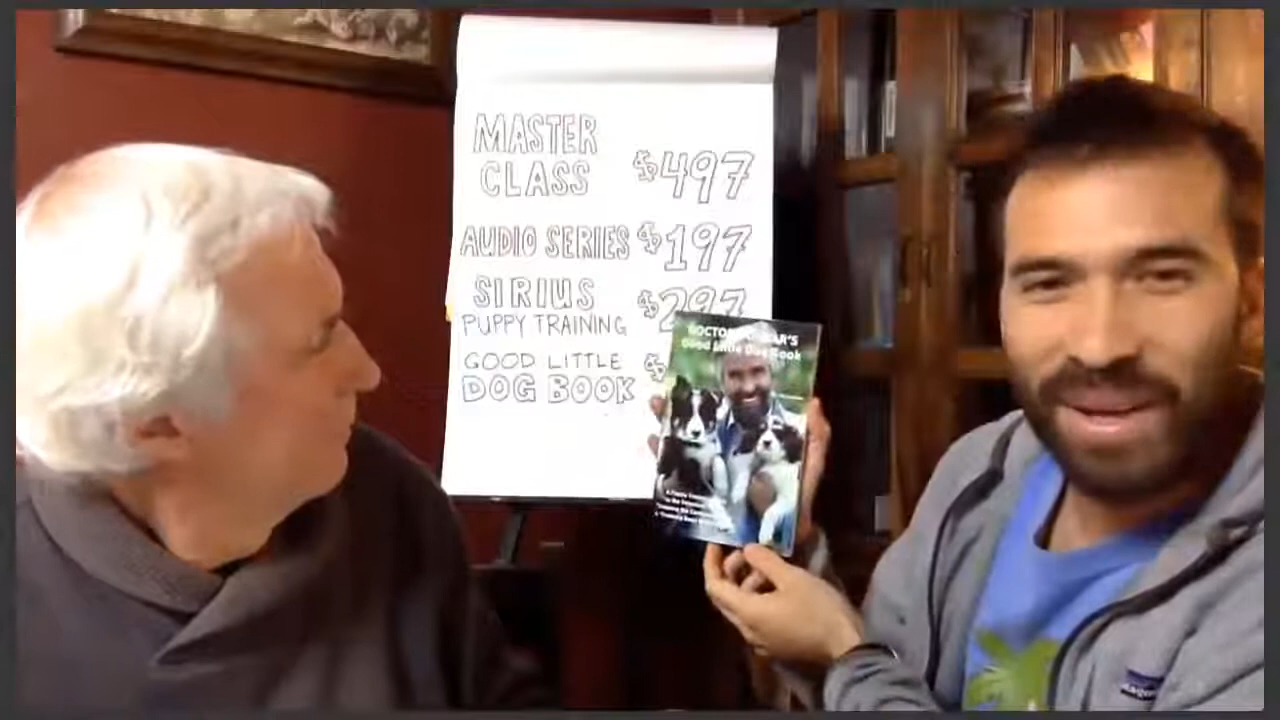 MASTER
CLASS $497
AUDIO SERIES $197
SIRIUS
PUPPY TRAINING $297
GOOD LITTLE
DOG BOOK $
Good Little Dog Book